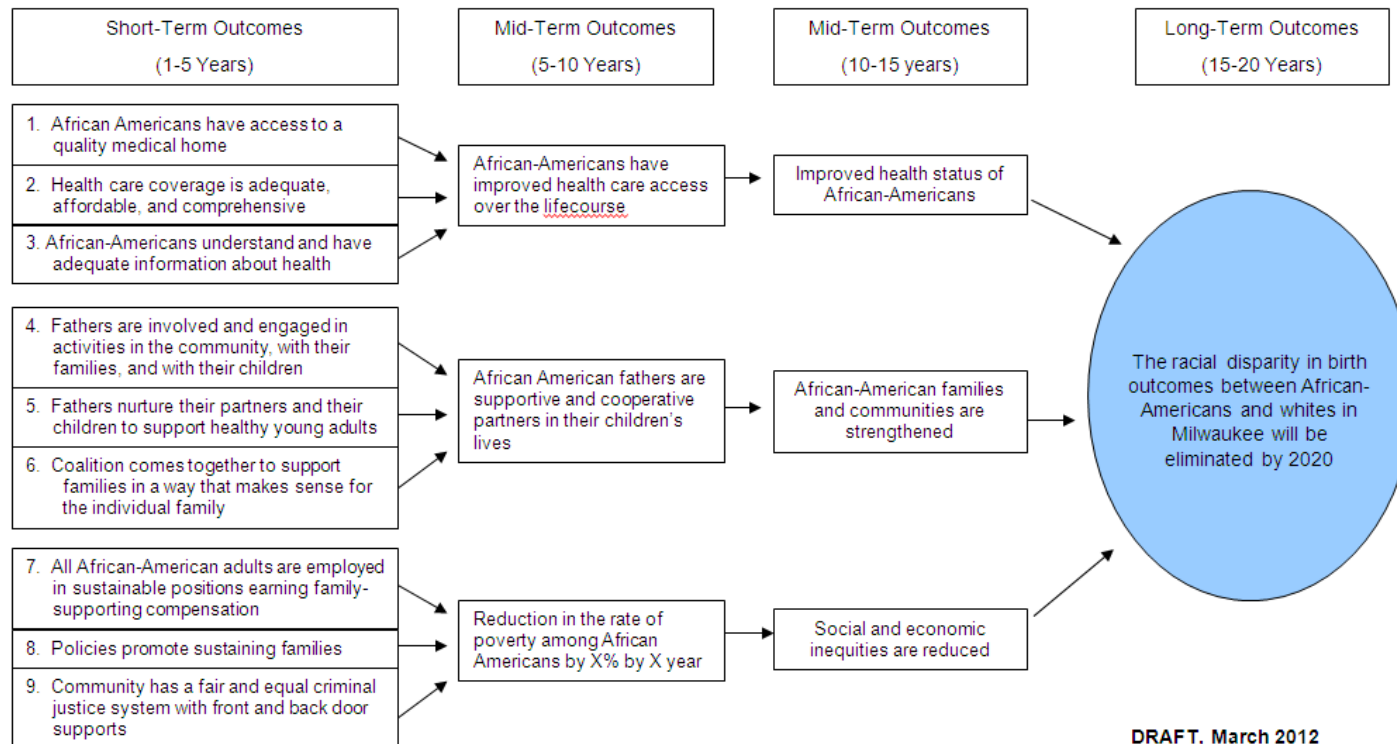 Short-Term Outcomes
(1-5 Years)
Mid-Term Outcomes
(5-10 Years)
Mid-Term Outcomes
(10-15 years)
Long-Term Outcomes
(15-20 Years)
1. African Americans have access to a
quality medical home
2. Health care coverage is adequate,
affordable, and comprehensive
3. African-Americans understand and have
adequate information about health
African-Americans have
improved health care access
over the lifecourse
Improved health status of
African-Americans
4. Fathers are involved and engaged in
activities in the community, with their
families, and with their children
5. Fathers nurture their partners and their
children to support healthy young adults
6. Coalition comes together to support
families in a way that makes sense for
the individual family
African American fathers are
supportive and cooperative
partners in their children's
lives
African-American families
and communities are
strengthened
7. All African-American adults are employed
in sustainable positions earning family-
supporting compensation
8. Policies promote sustaining families
9. Community has a fair and equal criminal
justice system with front and back door
supports
Reduction in the rate of
poverty among African
Americans by X% by X year
Social and economic
inequities are reduced
The racial disparity in birth
outcomes between African-
Americans and whites in
Milwaukee will be
eliminated by 2020
DRAFT, March 2012